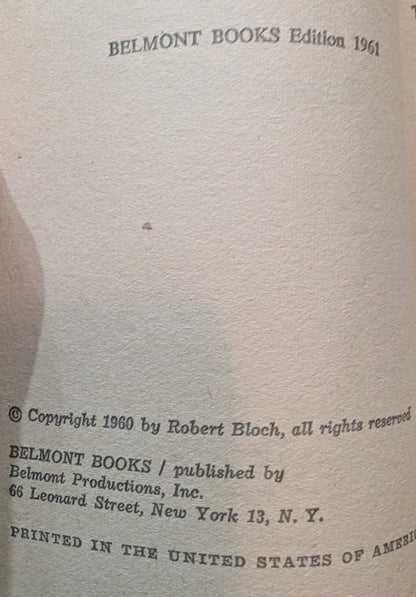 BELMONT BOOKS Edition 1961
© Copyright 1960 by Robert Bloch, all rights reserved
BELMONT BOOKS / published by
Belmont Productions, Inc.
66 Leonard Street, New York 13, N. Y.
PRINTED IN THE UNITED STATES OF